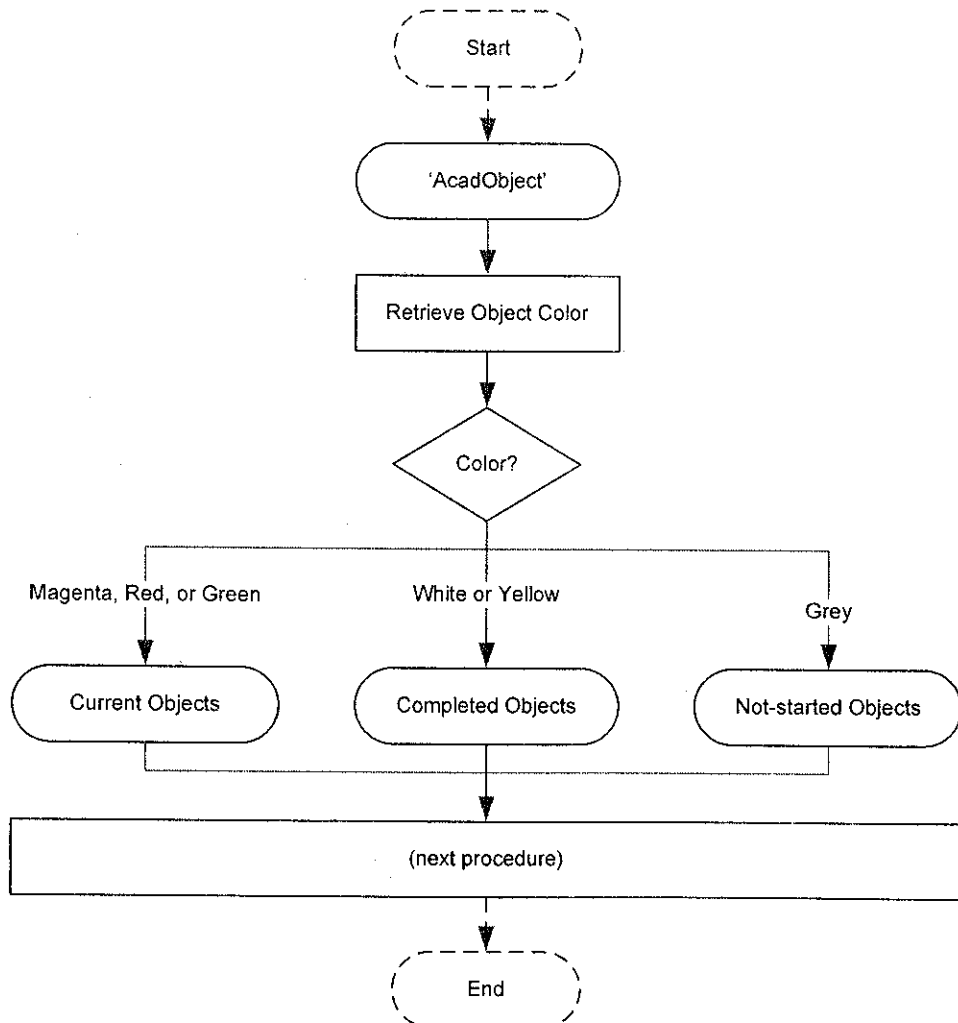 Start
'AcadObject'
Retrieve Object Color
Color?
Magenta, Red, or Green
White or Yellow
Grey
Current Objects
Completed Objects
Not-started Objects
(next procedure)
End